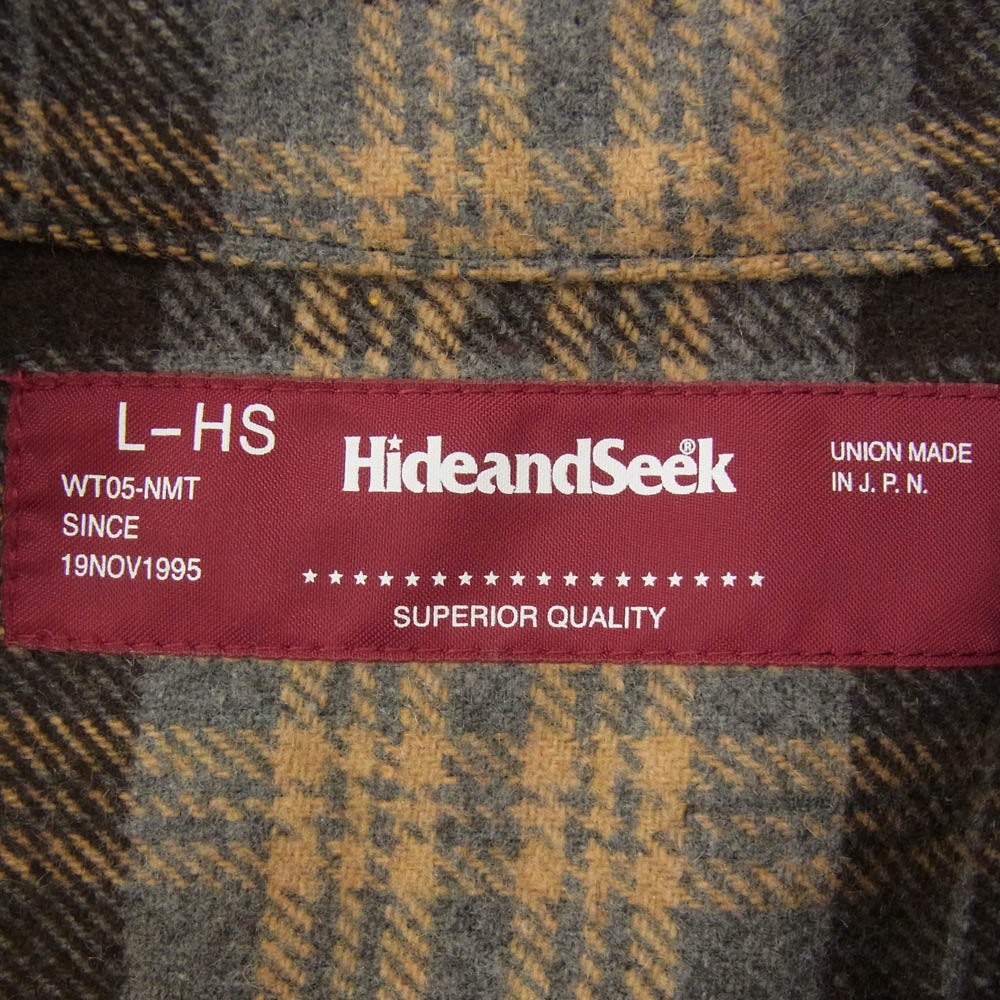 L-HS
WT05-NMT
SINCE
19NOV1995
HideandSeek®
★★★★★★★★★★★★★★★★★★
SUPERIOR QUALITY
UNION MADE
IN J. P. N.